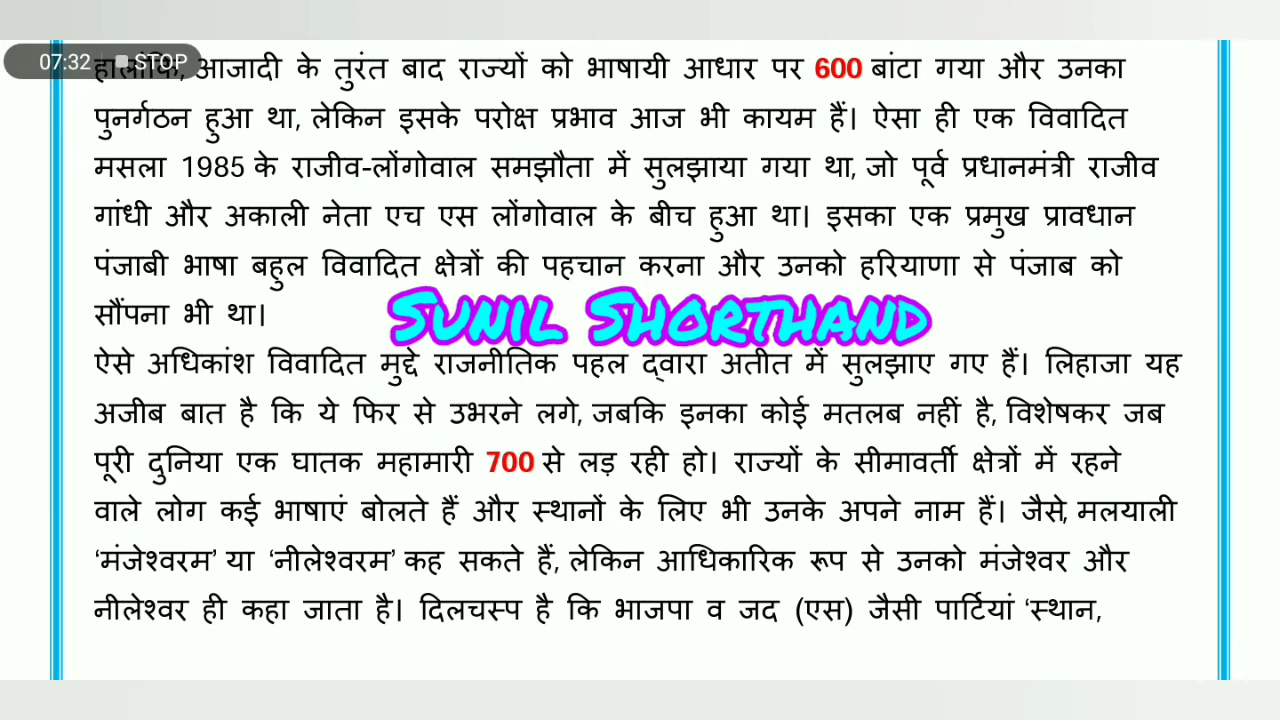 07:32 STOP
हालांकि, आजादी के तुरंत बाद राज्यों को भाषायी आधार पर 600 बांटा गया और उनका
पुनर्गठन हुआ था, लेकिन इसके परोक्ष प्रभाव आज भी कायम हैं। ऐसा ही एक विवादित
मसला 1985 के राजीव-लोंगोवाल समझौता में सुलझाया गया था, जो पूर्व प्रधानमंत्री राजीव
गांधी और अकाली नेता एच एस लोंगोवाल के बीच हुआ था। इसका एक प्रमुख प्रावधान
पंजाबी भाषा बहुल विवादित क्षेत्रों की पहचान करना और उनको हरियाणा से पंजाब को
सौंपना भी था।
Sunil Shorthand
ऐसे अधिकांश विवादित मुद्दे राजनीतिक पहल द्वारा अतीत में सुलझाए गए हैं। लिहाजा यह
अजीब बात है कि ये फिर से उभरने लगे, जबकि इनका कोई मतलब नहीं है, विशेषकर जब
पूरी दुनिया एक घातक महामारी 700 से लड़ रही हो। राज्यों के सीमावर्ती क्षेत्रों में रहने
वाले लोग कई भाषाएं बोलते हैं और स्थानों के लिए भी उनके अपने नाम हैं। जैसे, मलयाली
‘मंजेश्वरम’ या ‘नीलेश्वरम’ कह सकते हैं, लेकिन आधिकारिक रूप से उनको मंजेश्वर और
नीलेश्वर ही कहा जाता है। दिलचस्प है कि भाजपा व जद (एस) जैसी पार्टियां ‘स्थान,